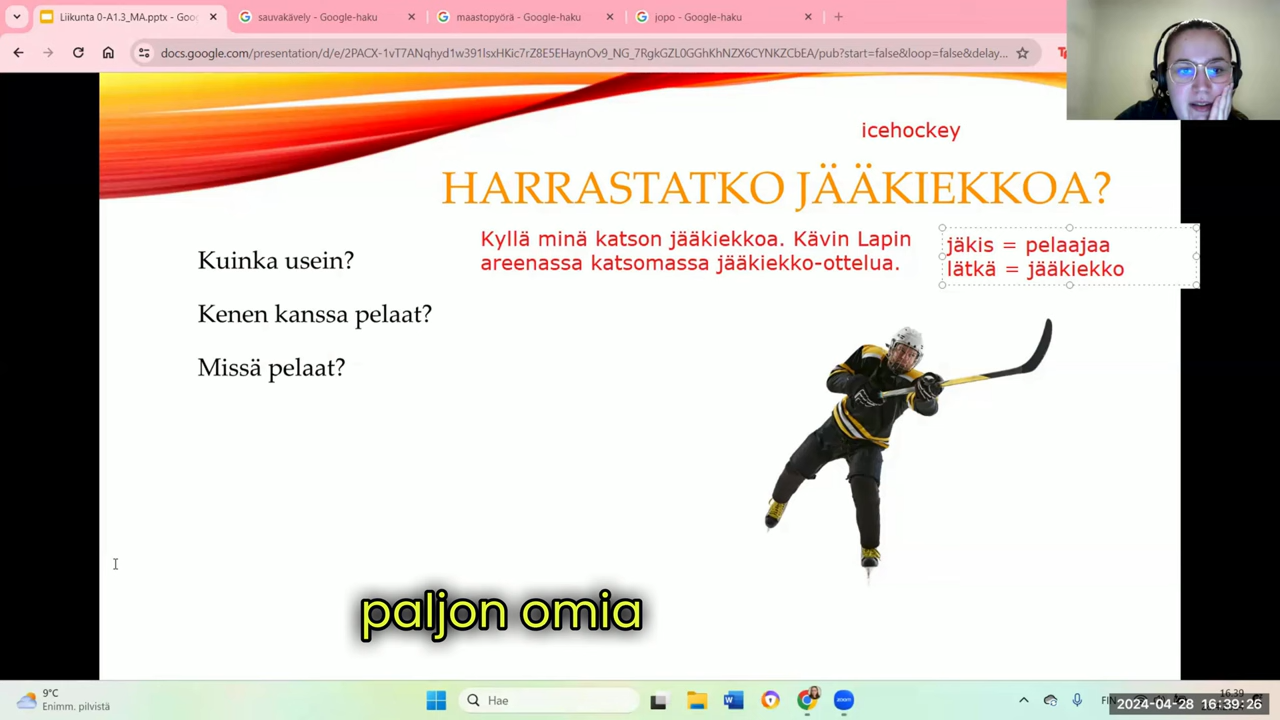 Liikunta 0-A1.3_MA.pptx - Goo
sauvakävely - Google-haku
maastopyörä - Google-haku
jopo - Google-haku
docs.google.com/presentation/d/e/2PACX-1vT7ANqhyd1w391lsxHKic7rZ8E5EHaynOv9_NG_7RgkGZL0GGhKhNZX6CYNKZCbEA/pub?start=false&loop=false&delay...
icehockey
HARRASTATKO JÄÄKIEKKOA?
Kyllä minä katson jääkiekkoa. Kävin Lapin
areenassa katsomassa jääkiekko-ottelua.
jäkis = pelaajaa
lätkä = jääkiekko
Kuinka usein?
Kenen kanssa pelaat?
Missä pelaat?
paljon omia
9°C
Enimm. pilvistä
Hae
FIN
16.39
2024-04-28 16:39:26